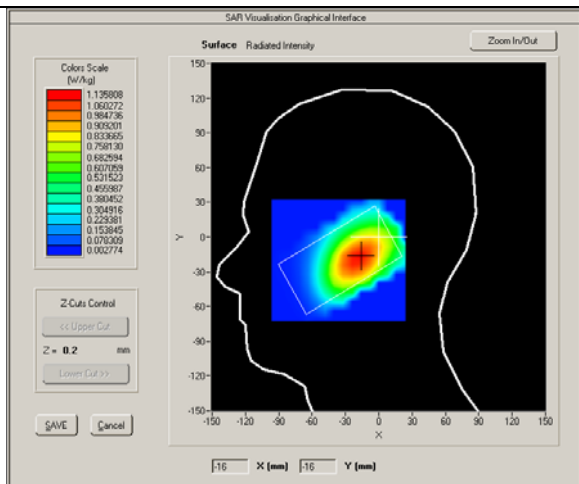 SAR Visualisation Graphical Interface
Surface Radiated Intensity
Zoom In/Out
Colors Scale
(W/kg)
1.135808
1.060272
0.984736
0.909201
0.833665
0.758130
0.682594
0.607059
0.531523
0.455987
0.380452
0.304916
0.229381
0.153845
0.078309
0.002774
Z-Cuts Control
<< Upper Cut
Z = 0.2 mm
Lower Cut >>
SAVE Cancel
150
120
90
60
30
0
-30
-60
-90
-120
-150
Y
-150 -120 -90 -60 -30 0 30 60 90 120 150
X
-16 X (mm) -16 Y (mm)